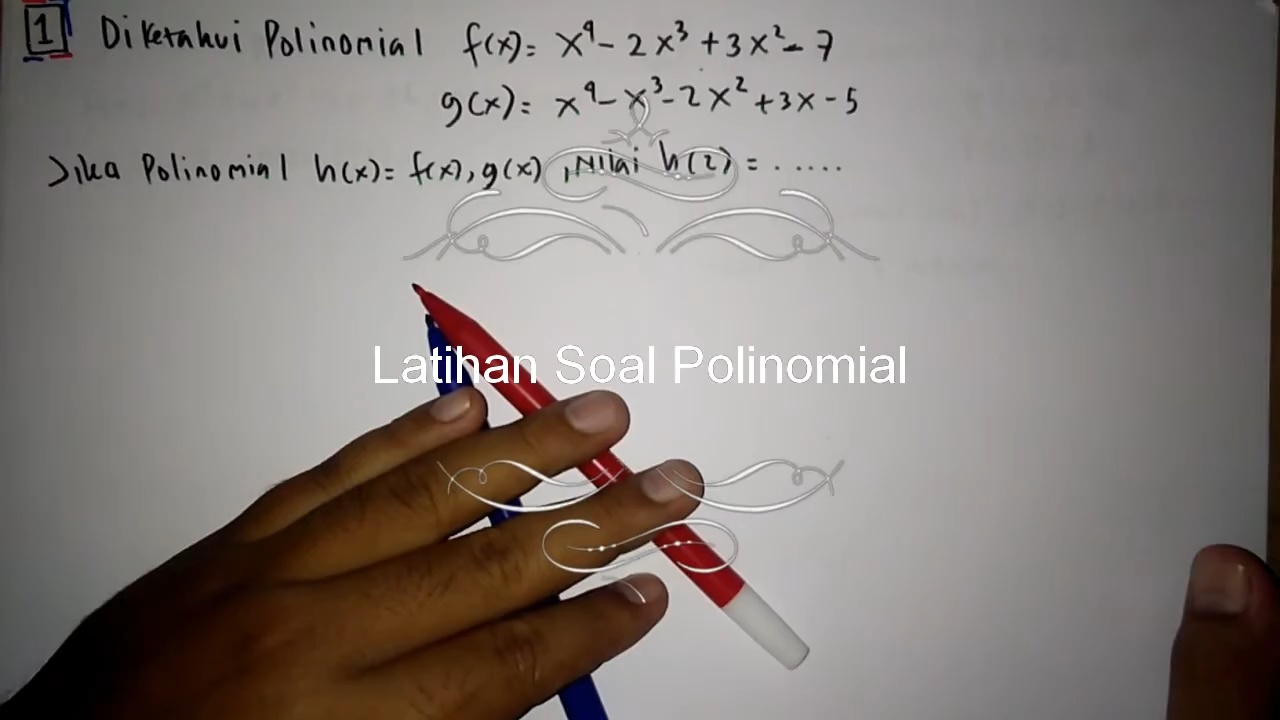 1 Diketahui Polinomial f(x) = x⁴ - 2x³ + 3x² - 7
g(x) = x⁴ - x³ - 2x² + 3x - 5
Jika Polinomial h(x) = f(x), g(x), Nilai h(2) = ......
Latihan Soal Polinomial